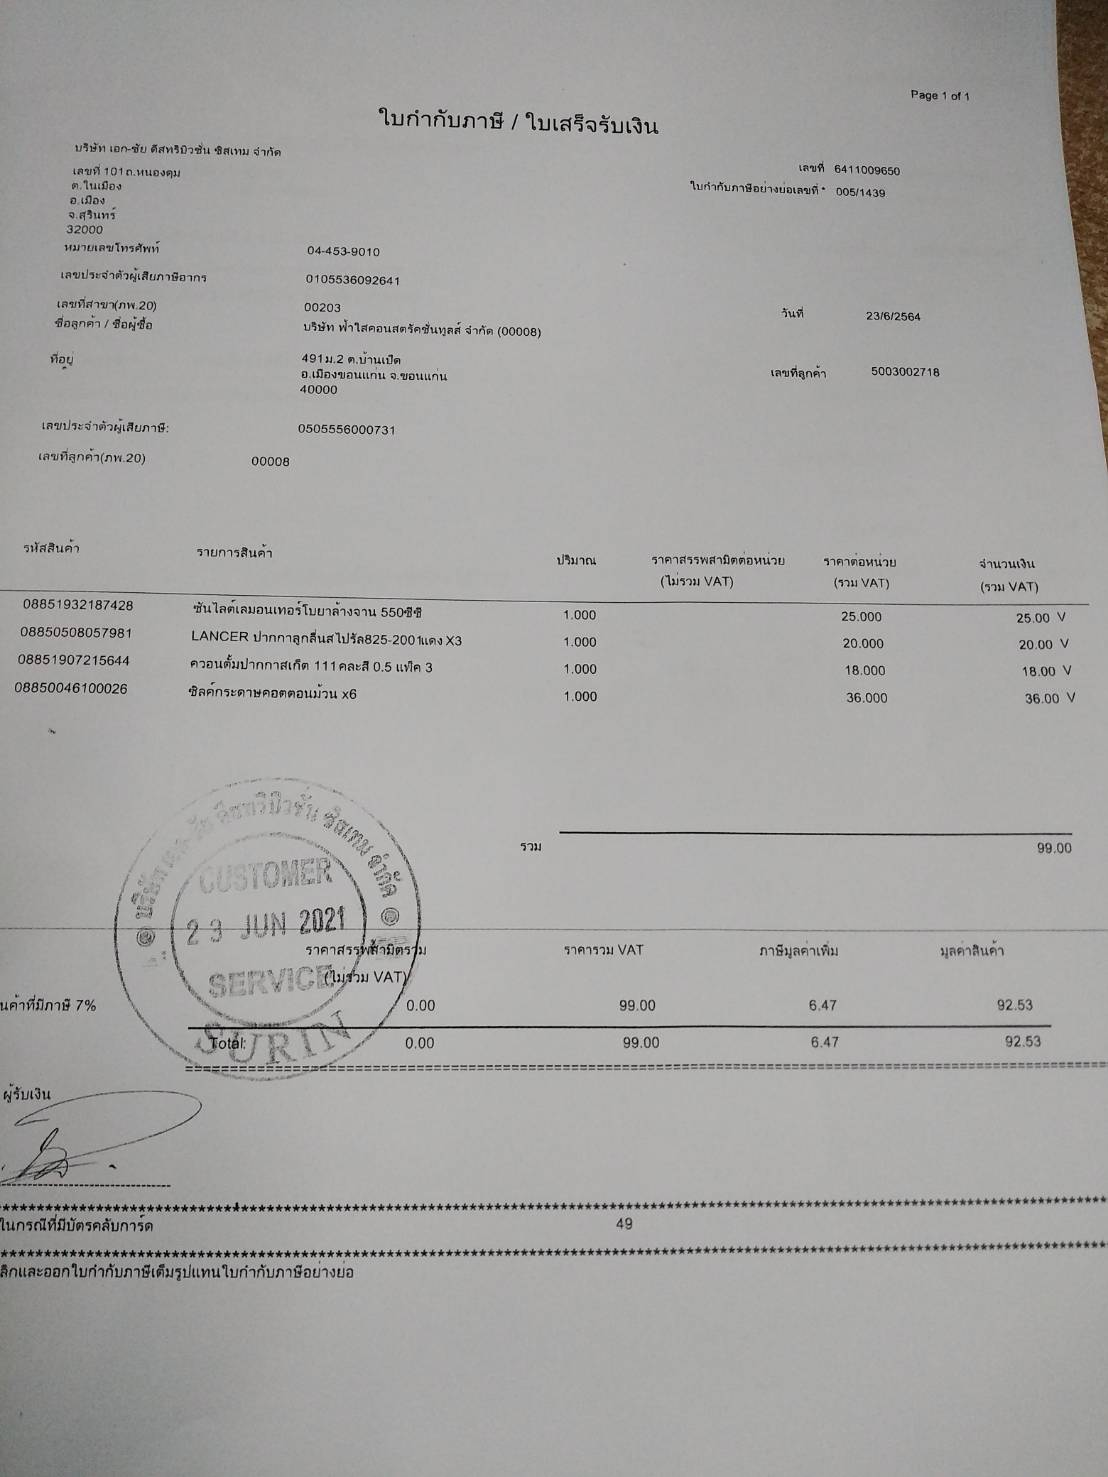 Page 1 of 1
ใบกำกับภาษี / ใบเสร็จรับเงิน
บริษัท เอก-ชัย ดีสทริบิวชั่น ซิสเทม จำกัด
เลขที่ 101ถ.หนองตุม
ต.ในเมือง
อ.เมือง
จ.สุรินทร์
32000
เลขที่ 6411009650
ใบกำกับภาษีอย่างย่อเลขที่ * 005/1439
หมายเลขโทรศัพท์ 04-453-9010
เลขประจำตัวผู้เสียภาษีอากร 0105536092641
เลขที่สาขา(ภพ.20) 00203
ชื่อลูกค้า / ชื่อผู้ซื้อ บริษัท ฟ้าใสคอนสตรัคชั่นทูลส์ จำกัด (00008)
วันที่ 23/6/2564
ที่อยู่ 491ม.2 ต.บ้านเป็ด
อ.เมืองขอนแก่น จ.ขอนแก่น
40000
เลขที่ลูกค้า 5003002718
เลขประจำตัวผู้เสียภาษี: 0505556000731
เลขที่ลูกค้า(ภพ.20) 00008
รหัสสินค้า รายการสินค้า ปริมาณ ราคาสรรพสามิตต่อหน่วย ราคาต่อหน่วย จำนวนเงิน
(ไม่รวม VAT) (รวม VAT) (รวม VAT)
08851932187428 ซันไลต์เลมอนเทอร์โบยาล้างจาน 550ซีซี 1.000 25.000 25.00 V
08850508057981 LANCER ปากกาลูกลื่นสไปรัล825-2001แดง X3 1.000 20.000 20.00 V
08851907215644 ควอนตั้มปากกาสเก็ต 111คละสี 0.5 แพ็ค 3 1.000 18.000 18.00 V
08850046100026 ซิลค์กระดาษคอตตอนม้วน x6 1.000 36.000 36.00 V
รวม 99.00
ดิสทริบิวชั่น ซิสเทม จำกัด
CUSTOMER
23 JUN 2021
SERVICE
SURIN
ราคาสรรพสามิตรวม ราคารวม VAT ภาษีมูลค่าเพิ่ม มูลค่าสินค้า
(ไม่รวม VAT)
นค้าที่มีภาษี 7% 0.00 99.00 6.47 92.53
Total: 0.00 99.00 6.47 92.53
ผู้รับเงิน
ในกรณีที่มีบัตรคลับการ์ด 49
ลิกและออกใบกำกับภาษีเต็มรูปแทนใบกำกับภาษีอย่างย่อ